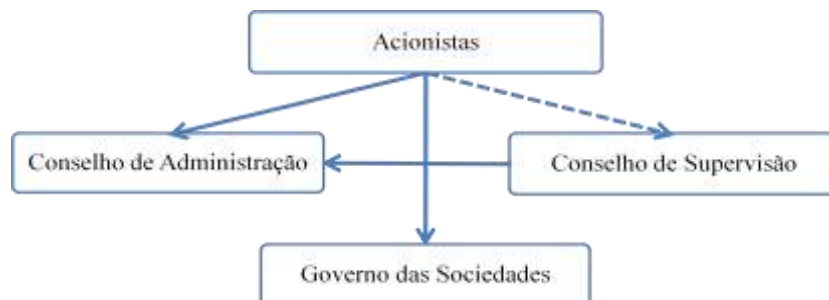 Acionistas
Conselho de Administração
Conselho de Supervisão
Governo das Sociedades